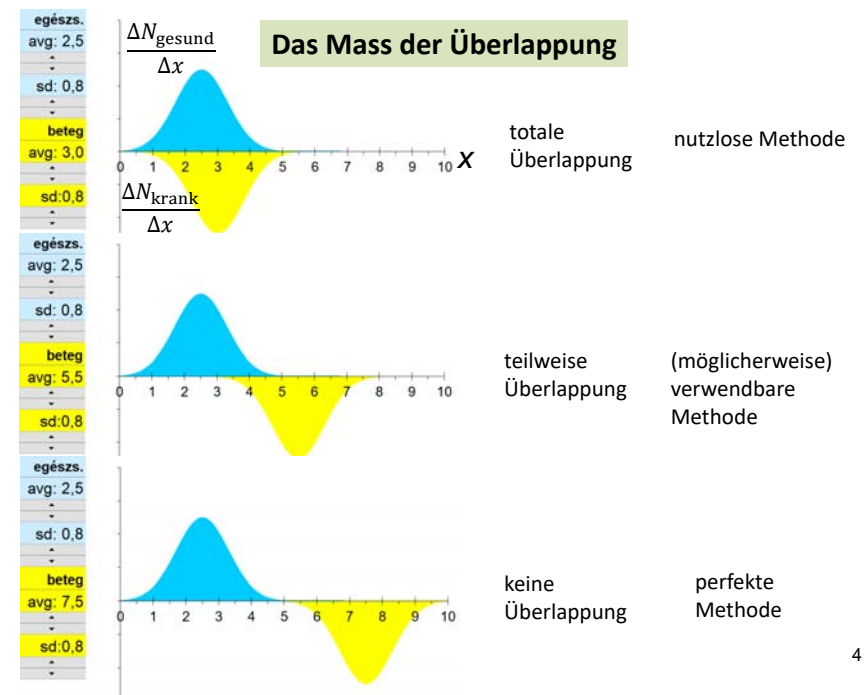 Das Mass der Überlappung
egészs.
avg: 2,5
sd: 0,8
beteg
avg: 3,0
sd:0,8
ΔN_gesund
Δx
0 1 2 3 4 5 6 7 8 9 10 x
ΔN_krank
Δx
totale
Überlappung
nutzlose Methode
egészs.
avg: 2,5
sd: 0,8
beteg
avg: 5,5
sd:0,8
0 1 2 3 4 5 6 7 8 9 10
teilweise
Überlappung
(möglicherweise)
verwendbare
Methode
egészs.
avg: 2,5
sd: 0,8
beteg
avg: 7,5
sd:0,8
0 1 2 3 4 5 6 7 8 9 10
keine
Überlappung
perfekte
Methode
4